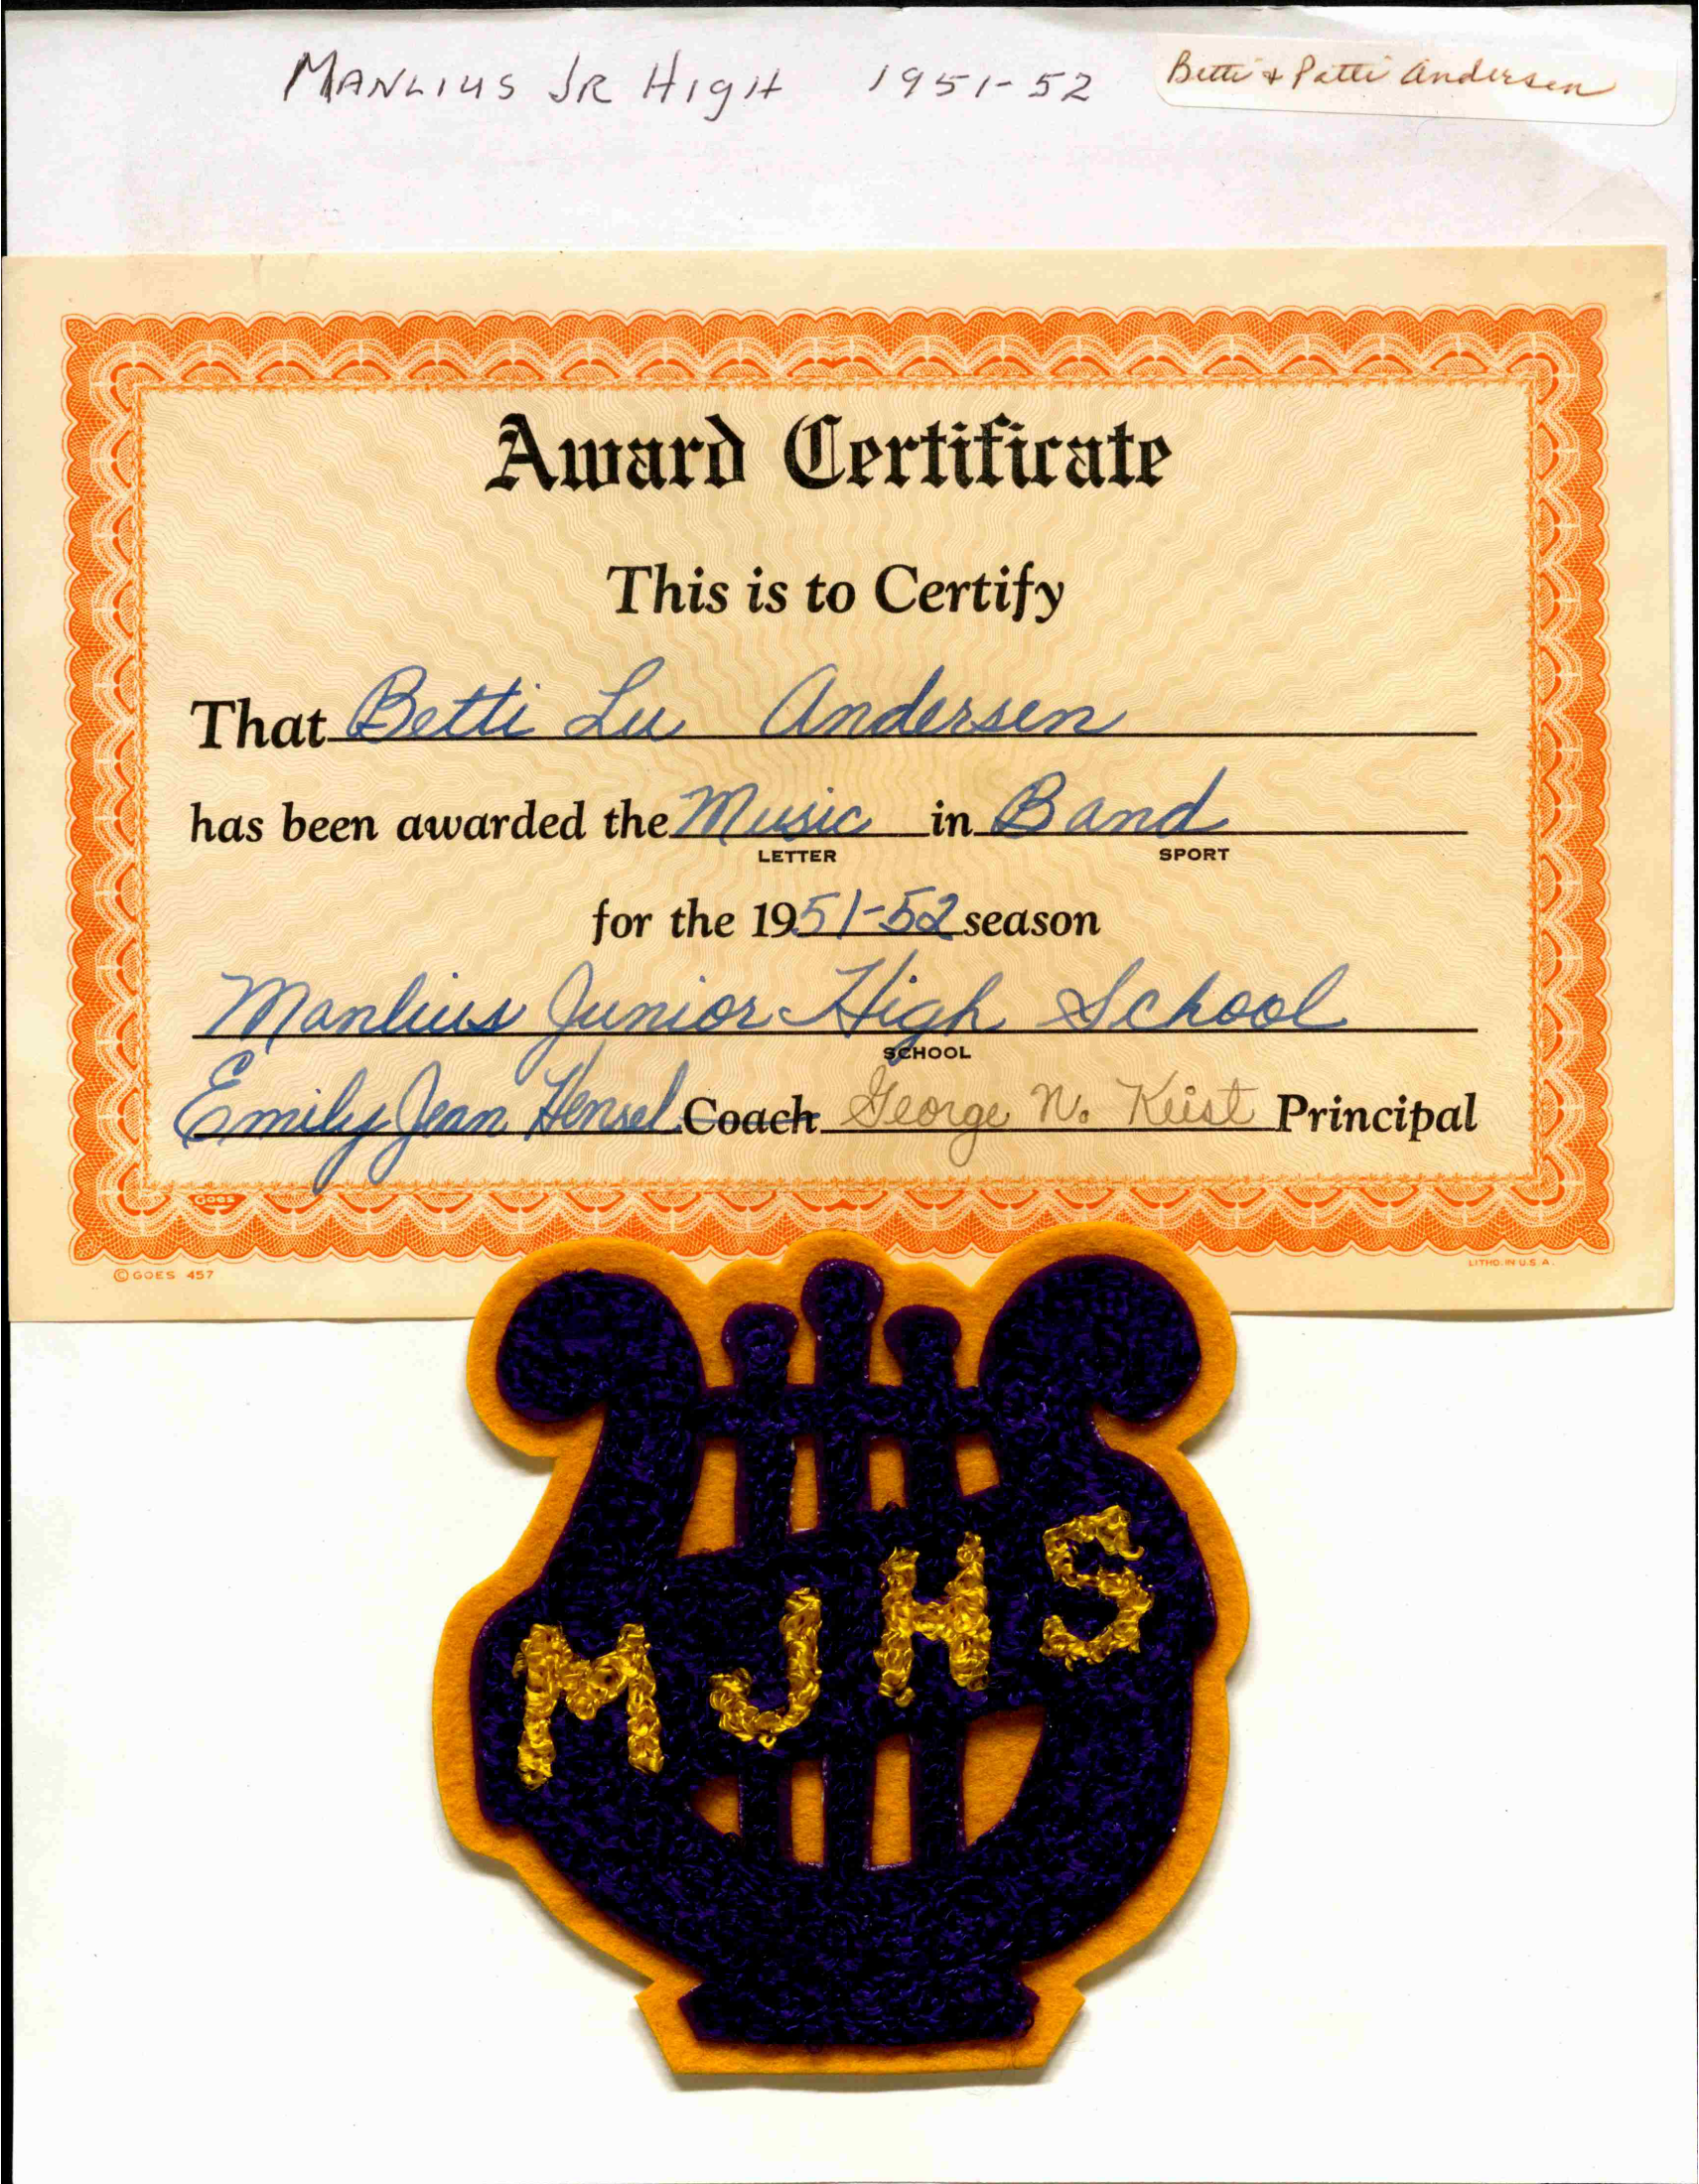 MANLIUS JR HIGH 1951-52 Betti & Patti Andersen
Award Certificate
This is to Certify
That Betti Lu Andersen
has been awarded the Music in Band
LETTER SPORT
for the 1951-52 season
Manlius Junior High School
SCHOOL
Emily Jean Hensel Coach George N. Keist Principal
Goes
© GOES 457
LITHO. IN U.S.A.
MJHS